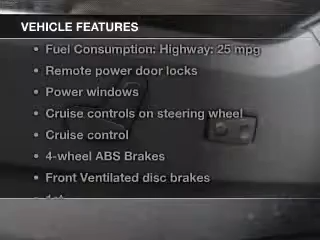 VEHICLE FEATURES
• Fuel Consumption: Highway: 25 mpg
• Remote power door locks
• Power windows
• Cruise controls on steering wheel
• Cruise control
• 4-wheel ABS Brakes
• Front Ventilated disc brakes